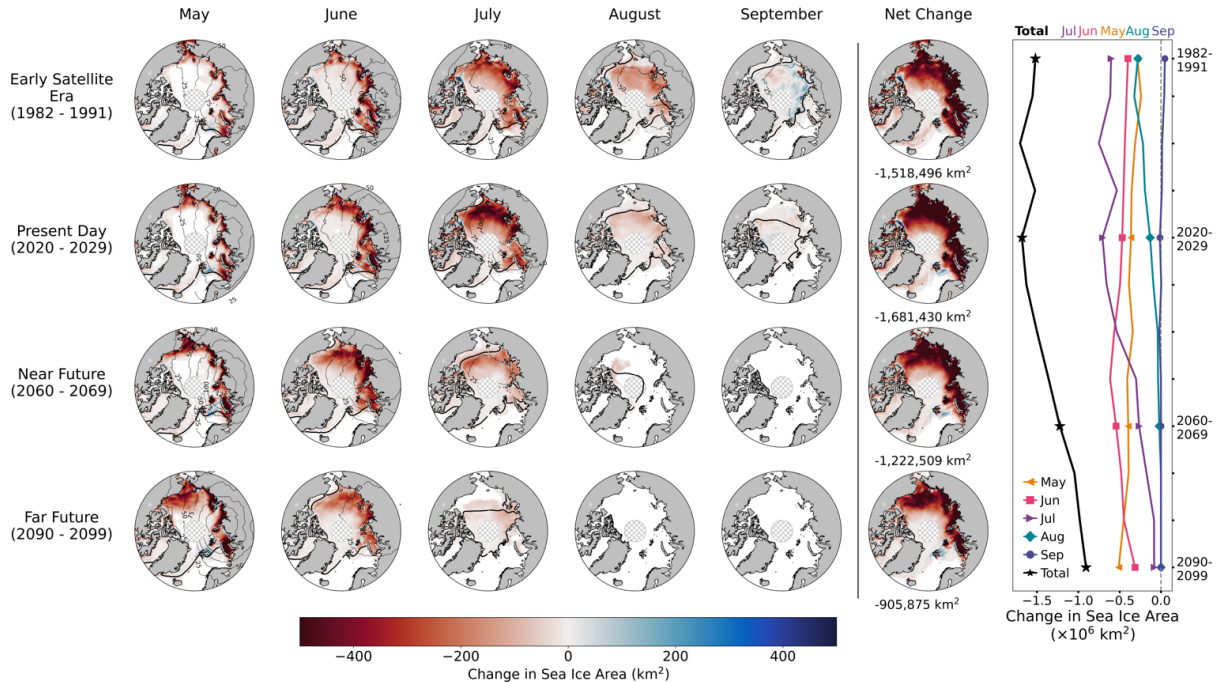 May June July August September Net Change
Early Satellite
Era
(1982 - 1991)
-1,518,496 km²
Present Day
(2020 - 2029)
-1,681,430 km²
Near Future
(2060 - 2069)
-1,222,509 km²
Far Future
(2090 - 2099)
-905,875 km²
−400 −200 0 200 400
Change in Sea Ice Area (km²)
Total Jul Jun May Aug Sep
1982-
1991
2020-
2029
2060-
2069
2090-
2099
May
Jun
Jul
Aug
Sep
Total
−1.5 −1.0 −0.5 0.0
Change in Sea Ice Area
(×10⁶ km²)